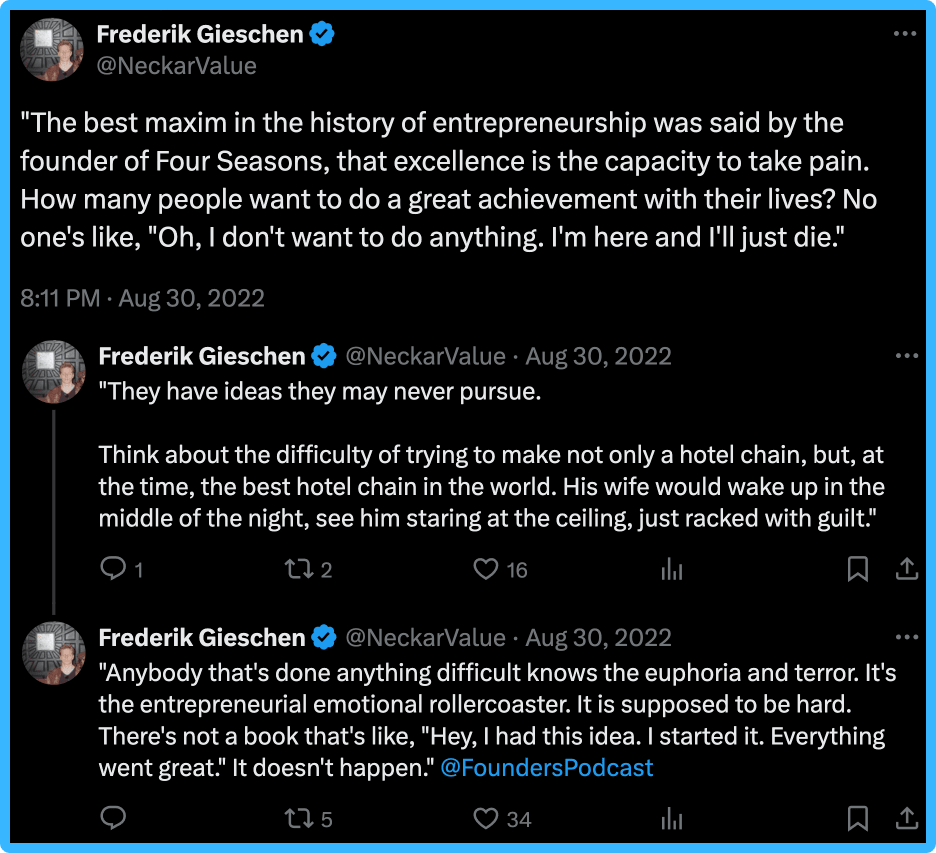 Frederik Gieschen
@NeckarValue
"The best maxim in the history of entrepreneurship was said by the
founder of Four Seasons, that excellence is the capacity to take pain.
How many people want to do a great achievement with their lives? No
one's like, "Oh, I don't want to do anything. I'm here and I'll just die."
8:11 PM · Aug 30, 2022
Frederik Gieschen @NeckarValue · Aug 30, 2022
"They have ideas they may never pursue.
Think about the difficulty of trying to make not only a hotel chain, but, at
the time, the best hotel chain in the world. His wife would wake up in the
middle of the night, see him staring at the ceiling, just racked with guilt."
1 2 16
Frederik Gieschen @NeckarValue · Aug 30, 2022
"Anybody that's done anything difficult knows the euphoria and terror. It's
the entrepreneurial emotional rollercoaster. It is supposed to be hard.
There's not a book that's like, "Hey, I had this idea. I started it. Everything
went great." It doesn't happen." @FoundersPodcast
5 34